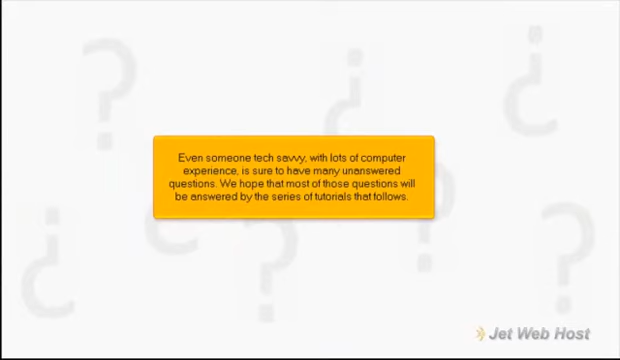 Even someone tech savvy, with lots of computer
experience, is sure to have many unanswered
questions. We hope that most of those questions will
be answered by the series of tutorials that follows.
Jet Web Host